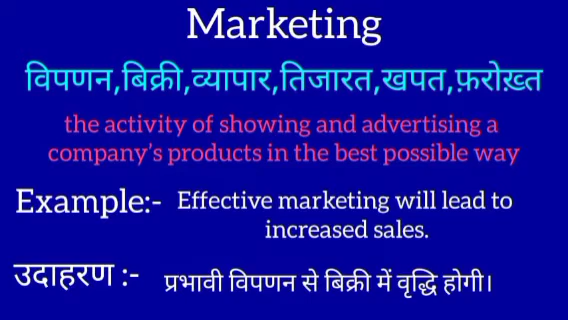 Marketing
विपणन,बिक्री,व्यापार,तिजारत,खपत,फ़रोख़्त
the activity of showing and advertising a
company’s products in the best possible way
Example:- Effective marketing will lead to
increased sales.
उदाहरण :- प्रभावी विपणन से बिक्री में वृद्धि होगी।